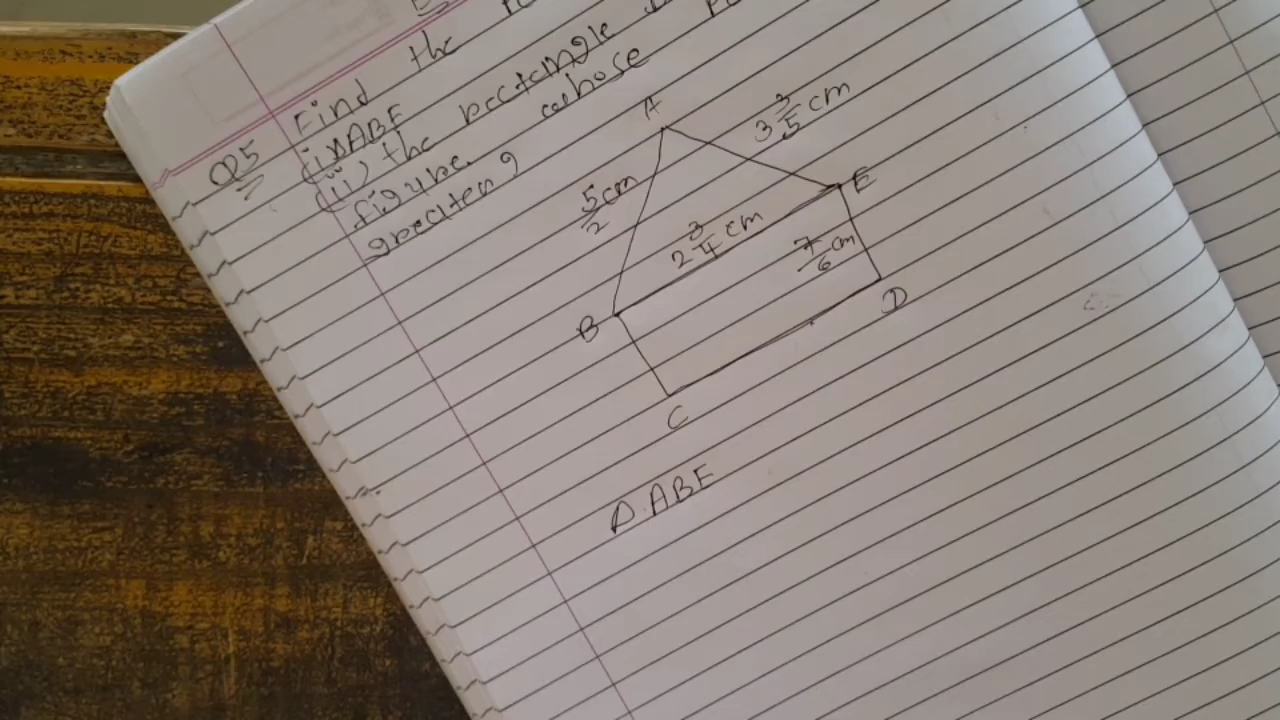 Q5 Find the
(i) ΔABE
(ii) the rectangle
figure. whose
greater?
A
3 3/5 cm
5/2 cm
E
2 3/4 cm
7/6 cm
B
D
C
Δ ABE